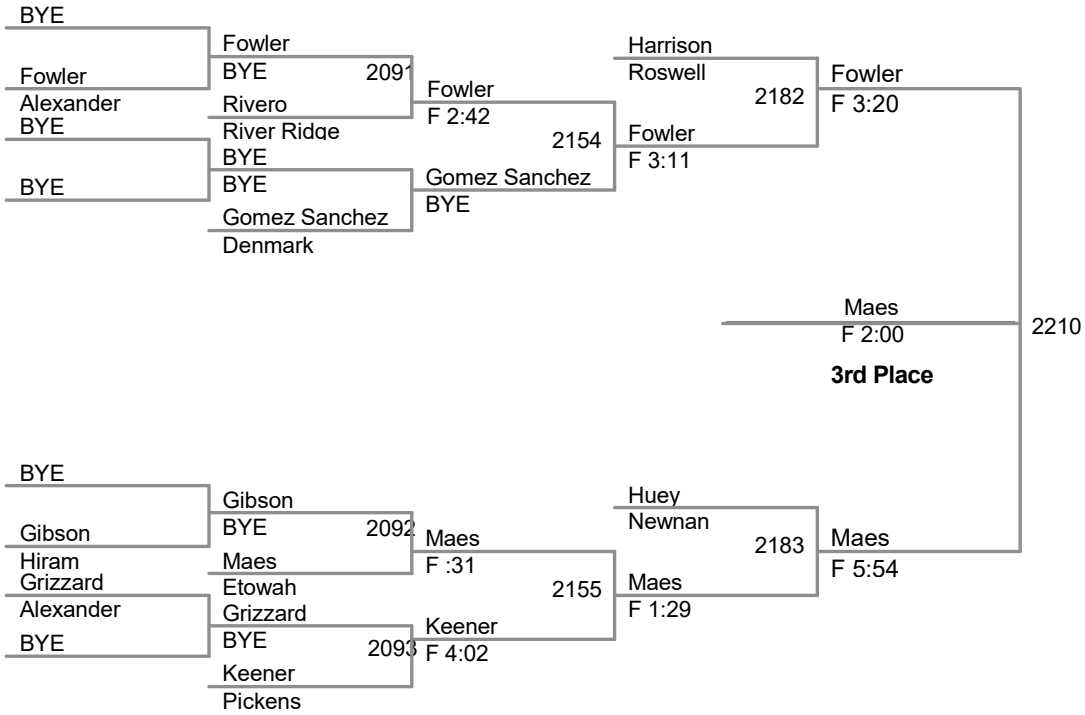 BYE
Fowler
Alexander
BYE
BYE
Fowler
BYE
2091
Rivero
River Ridge
BYE
BYE
Gomez Sanchez
Denmark
Fowler
F 2:42
2154
Gomez Sanchez
BYE
Harrison
Roswell
2182
Fowler
F 3:11
Fowler
F 3:20
Maes
F 2:00
2210
3rd Place
BYE
Gibson
Hiram
Grizzard
Alexander
BYE
Gibson
BYE
2092
Maes
Etowah
Grizzard
BYE
2093
Keener
Pickens
Maes
F :31
2155
Keener
F 4:02
Huey
Newnan
2183
Maes
F 1:29
Maes
F 5:54